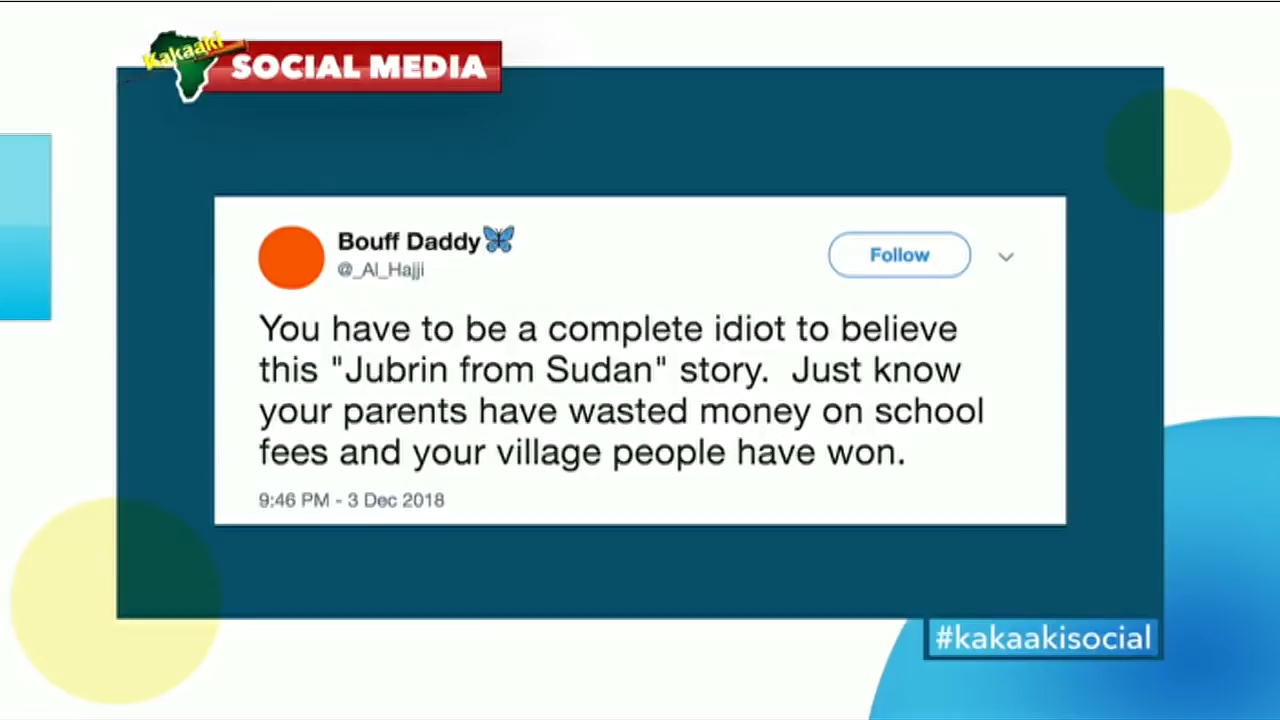 Kakaaki
SOCIAL MEDIA
Bouff Daddy🦋
@_Al_Hajji
Follow
You have to be a complete idiot to believe
this "Jubrin from Sudan" story.  Just know
your parents have wasted money on school
fees and your village people have won.
9:46 PM - 3 Dec 2018
#kakaakisocial